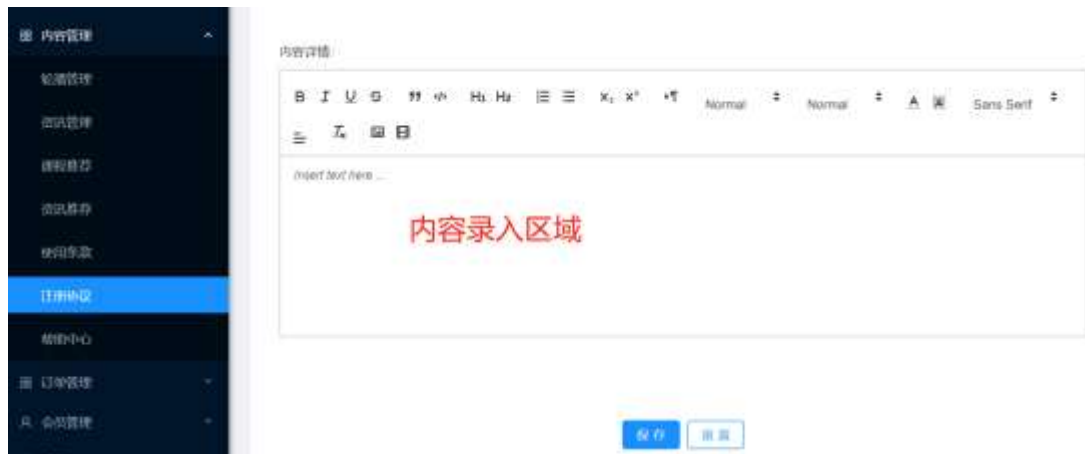 内容管理
轮播管理
资讯管理
课程推荐
资讯推荐
使用条款
注册协议
帮助中心
订单管理
会员管理
内容详情
B I U S H₁ H₂ X₂ X² Normal Normal A Sans Serif
Insert text here ...
内容录入区域
保存 重置